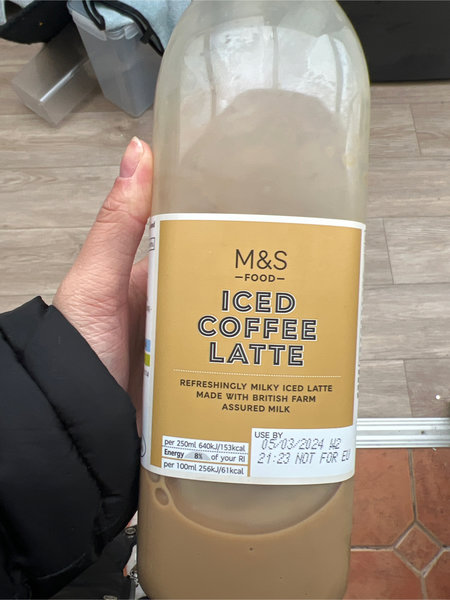 M&S
FOOD
ICED
COFFEE
LATTE
REFRESHINGLY MILKY ICED LATTE
MADE WITH BRITISH FARM
ASSURED MILK
per 250ml 640kJ/153kcal
Energy 8% of your RI
per 100ml 256kJ/61kcal
USE BY
05/03/2024 W2
21:23 NOT FOR EU